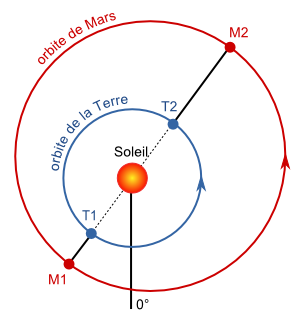 orbite de Mars
M2
orbite de la Terre
T2
Soleil
T1
M1
0°